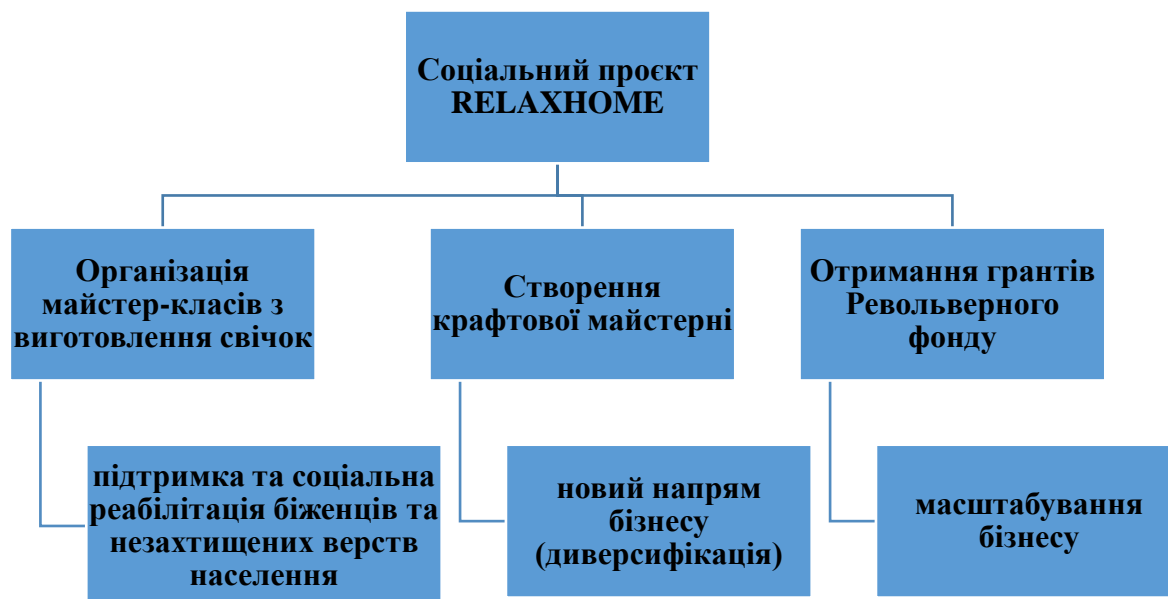 Соціальний проєкт
RELAXHOME
Організація
майстер-класів з
виготовлення свічок
Створення
крафтової майстерні
Отримання грантів
Револьверного
фонду
підтримка та соціальна
реабілітація біженців та
незахтищених верств
населення
новий напрям
бізнесу
(диверсифікація)
масштабування
бізнесу